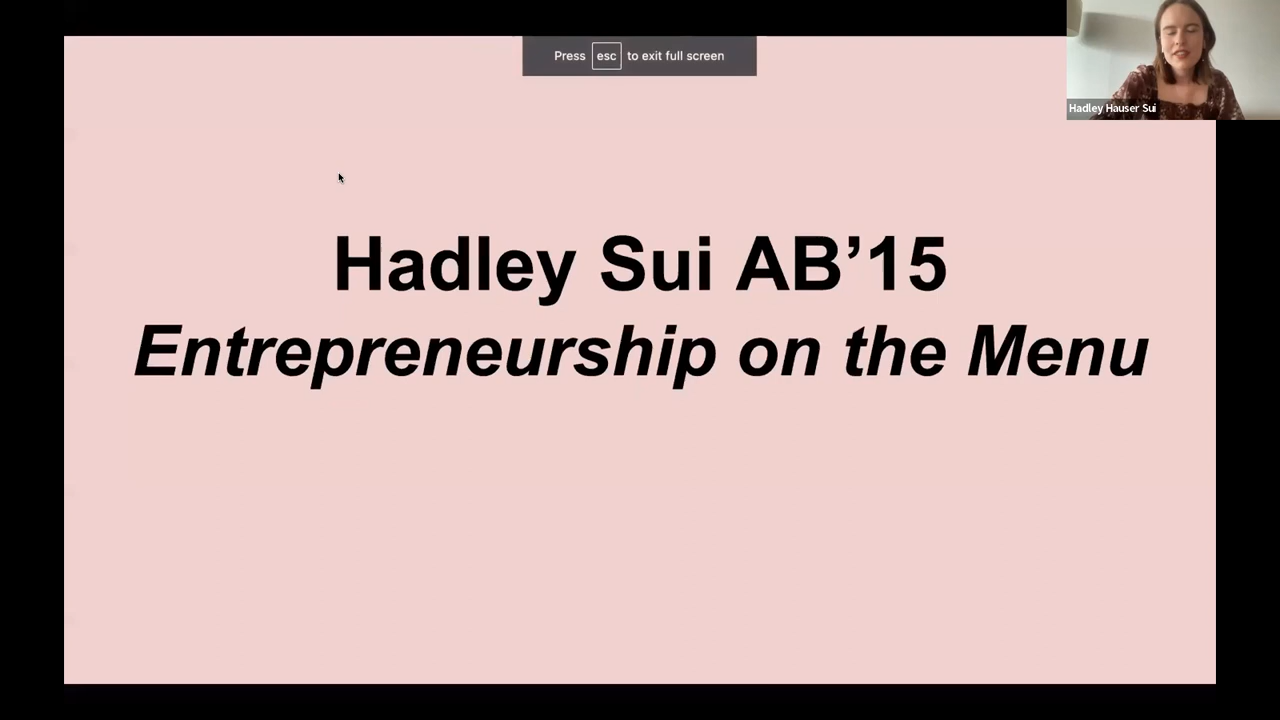 Press esc to exit full screen
Hadley Hauser Sui
Hadley Sui AB’15
Entrepreneurship on the Menu